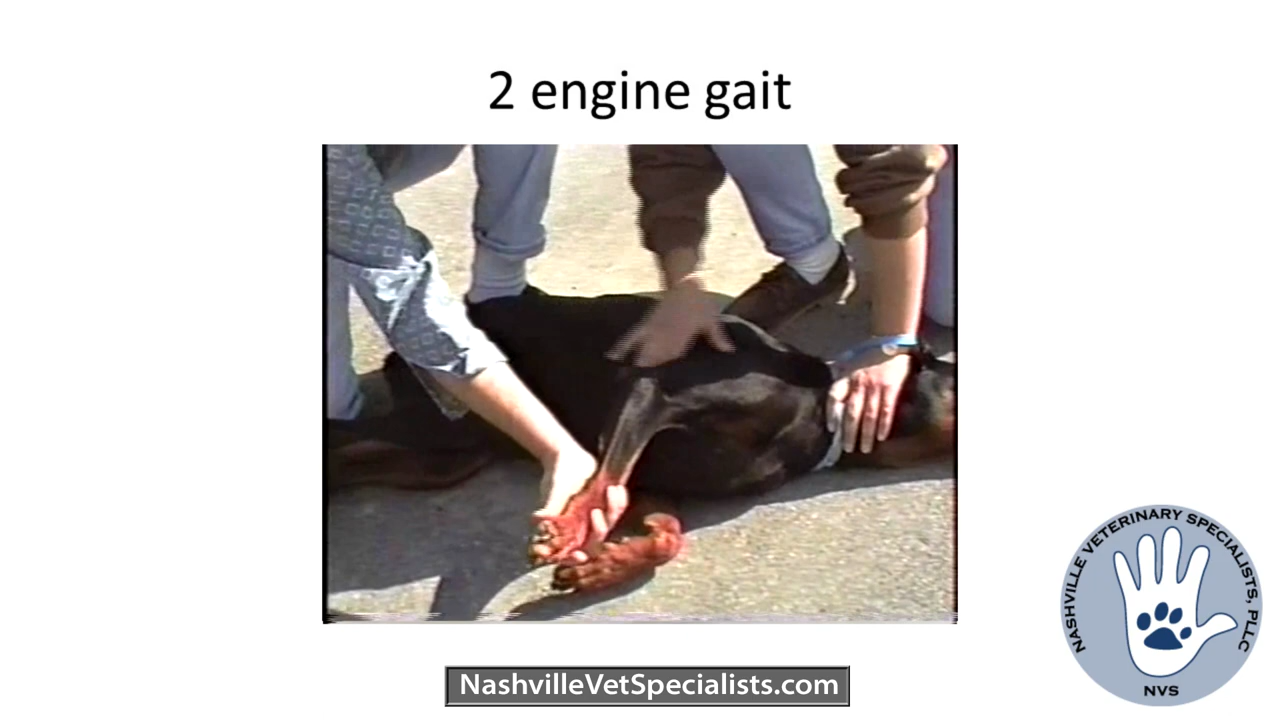 2 engine gait
NASHVILLE VETERINARY SPECIALISTS, PLLC
NVS
NashvilleVetSpecialists.com